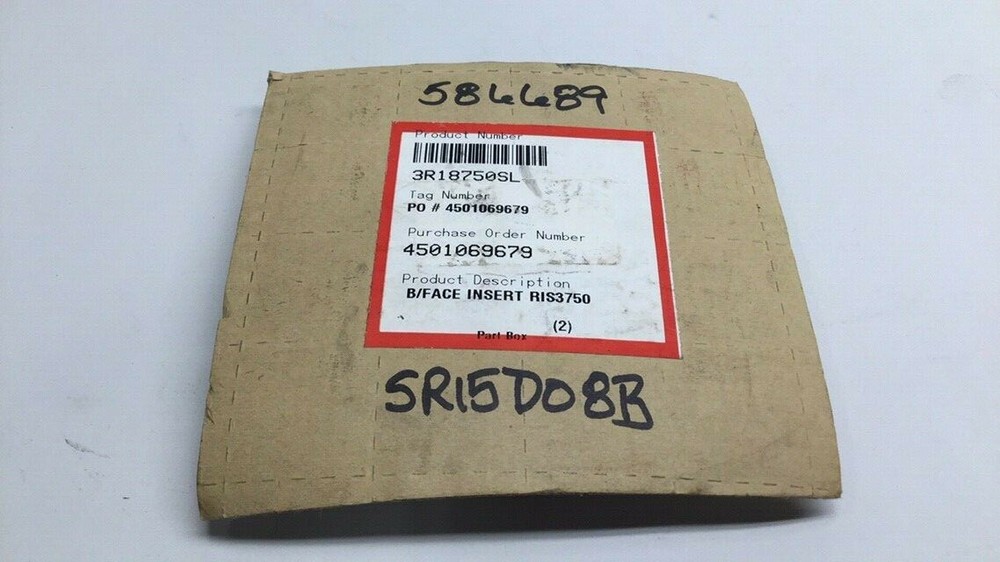 586689
Product Number
3R18750SL
Tag Number
PO # 4501069679
Purchase Order Number
4501069679
Product Description
B/FACE INSERT RIS3750
(2)
Part Box
SR15D08B